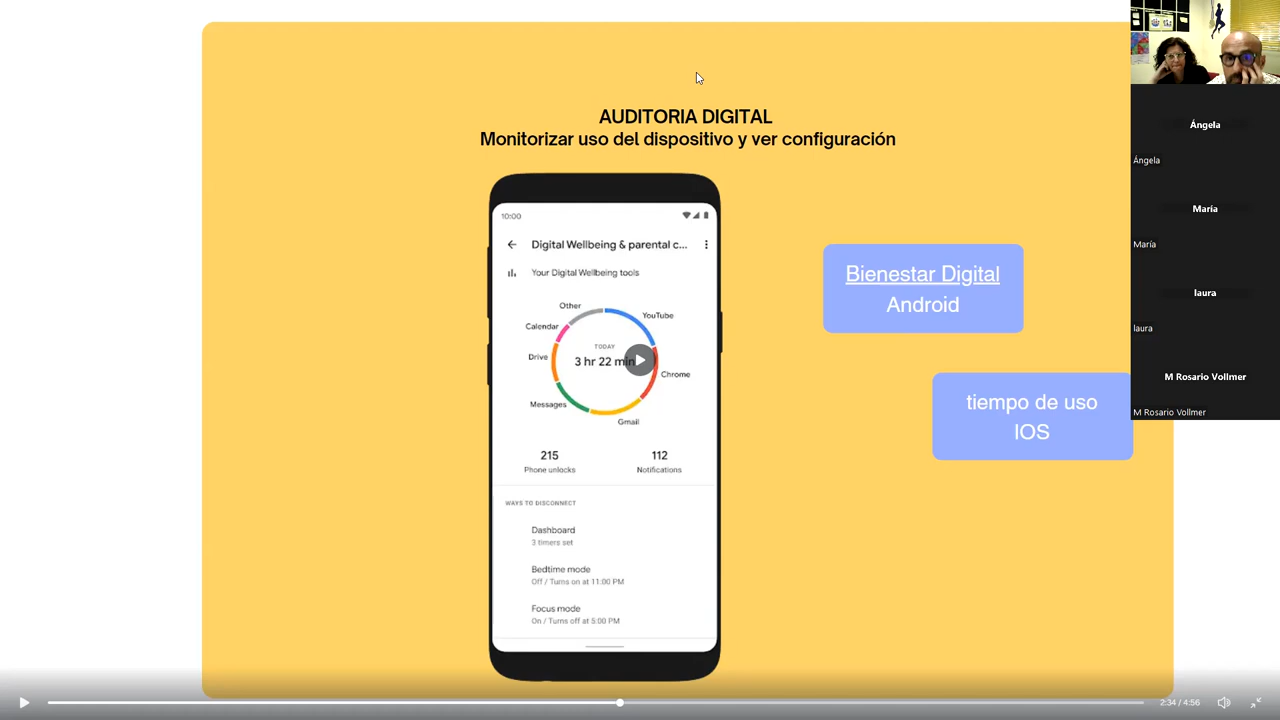 AUDITORIA DIGITAL
Monitorizar uso del dispositivo y ver configuración
10:00
Digital Wellbeing & parental c...
Your Digital Wellbeing tools
Other
YouTube
Calendar
TODAY
Drive
3 hr 22 min
Chrome
Messages
Gmail
215
Phone unlocks
112
Notifications
WAYS TO DISCONNECT
Dashboard
3 timers set
Bedtime mode
Off / Turns on at 11:00 PM
Focus mode
On / Turns off at 5:00 PM
Bienestar Digital
Android
tiempo de uso
IOS
Ángela
Ángela
María
María
laura
laura
M Rosario Vollmer
M Rosario Vollmer
2:34 / 4:56